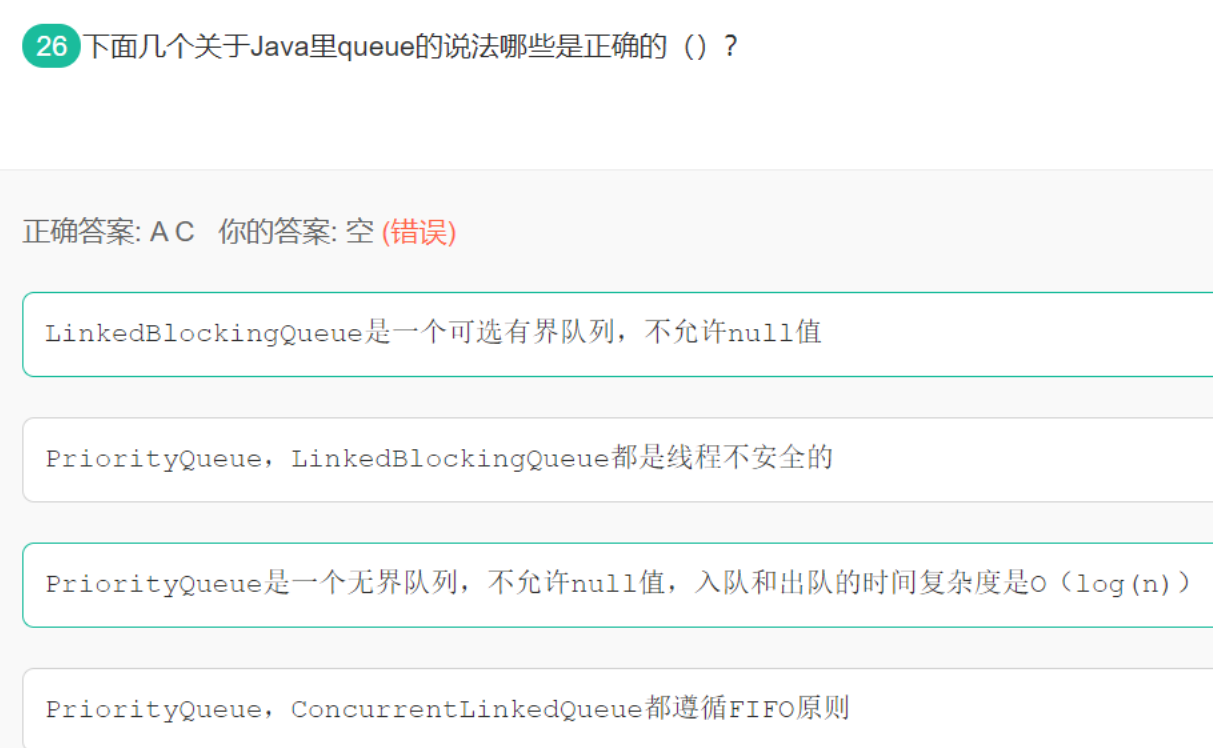 26 下面几个关于Java里queue的说法哪些是正确的（）？
正确答案: A C 你的答案: 空 (错误)
LinkedBlockingQueue是一个可选有界队列，不允许null值
PriorityQueue，LinkedBlockingQueue都是线程不安全的
PriorityQueue是一个无界队列，不允许null值，入队和出队的时间复杂度是O（log(n)）
PriorityQueue，ConcurrentLinkedQueue都遵循FIFO原则